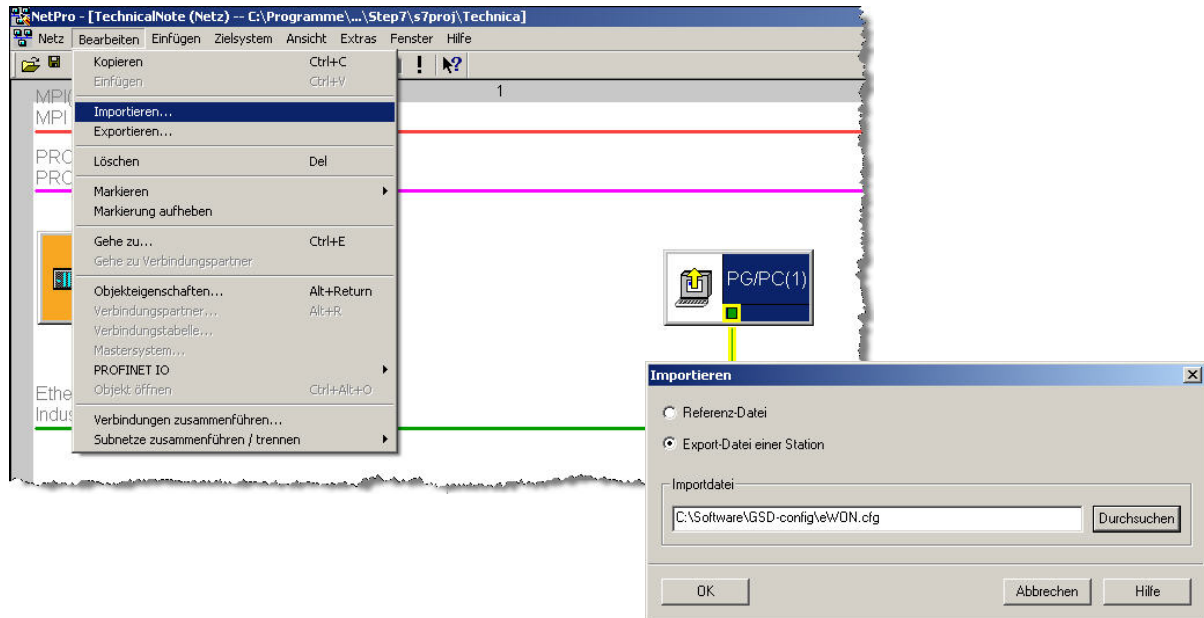 NetPro - [TechnicalNote (Netz) -- C:\Programme\...\Step7\s7proj\Technica]
Netz Bearbeiten Einfügen Zielsystem Ansicht Extras Fenster Hilfe
Kopieren Ctrl+C
Einfügen Ctrl+V
Importieren...
Exportieren...
Löschen Del
Markieren
Markierung aufheben
Gehe zu... Ctrl+E
Gehe zu Verbindungspartner
Objekteigenschaften... Alt+Return
Verbindungspartner... Alt+R
Verbindungstabelle...
Mastersystem...
PROFINET IO
Objekt öffnen Ctrl+Alt+O
Verbindungen zusammenführen...
Subnetze zusammenführen / trennen
MPI( 1
MPI
PRO
PRO
PG/PC(1)
Ethe
Indus
Importieren
Referenz-Datei
Export-Datei einer Station
Importdatei
C:\Software\GSD-config\eWON.cfg Durchsuchen
OK Abbrechen Hilfe